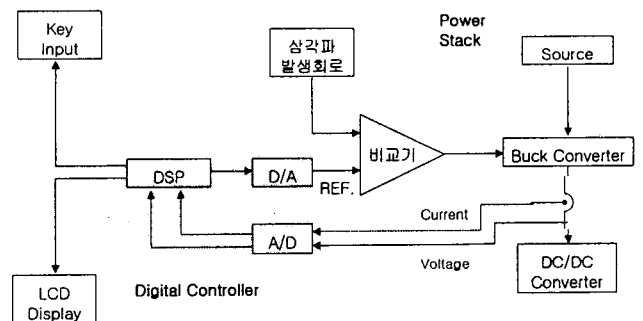 Key
Input
삼각파
발생회로
Power
Stack
Source
비교기
Buck Converter
DSP
D/A
REF.
Current
A/D
Voltage
DC/DC
Converter
LCD
Display
Digital Controller